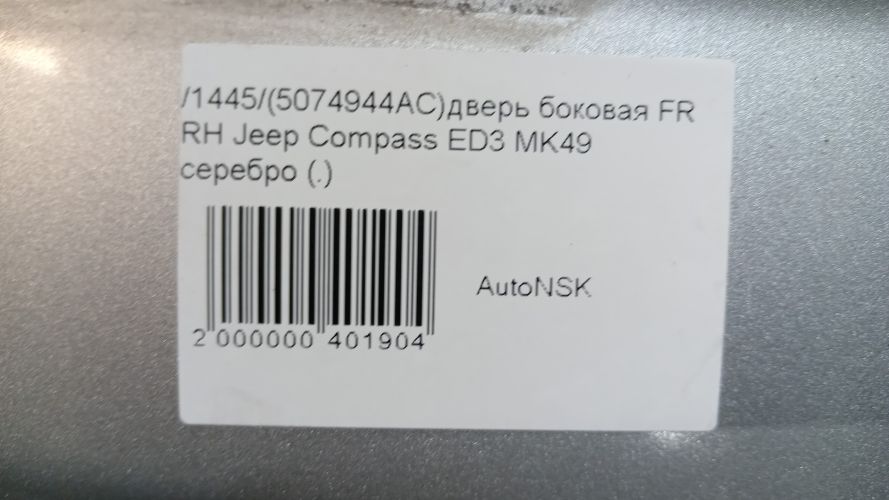 /1445/(5074944AC)дверь боковая FR
RH Jeep Compass ED3 MK49
серебро (.)
AutoNSK
2 000000 401904